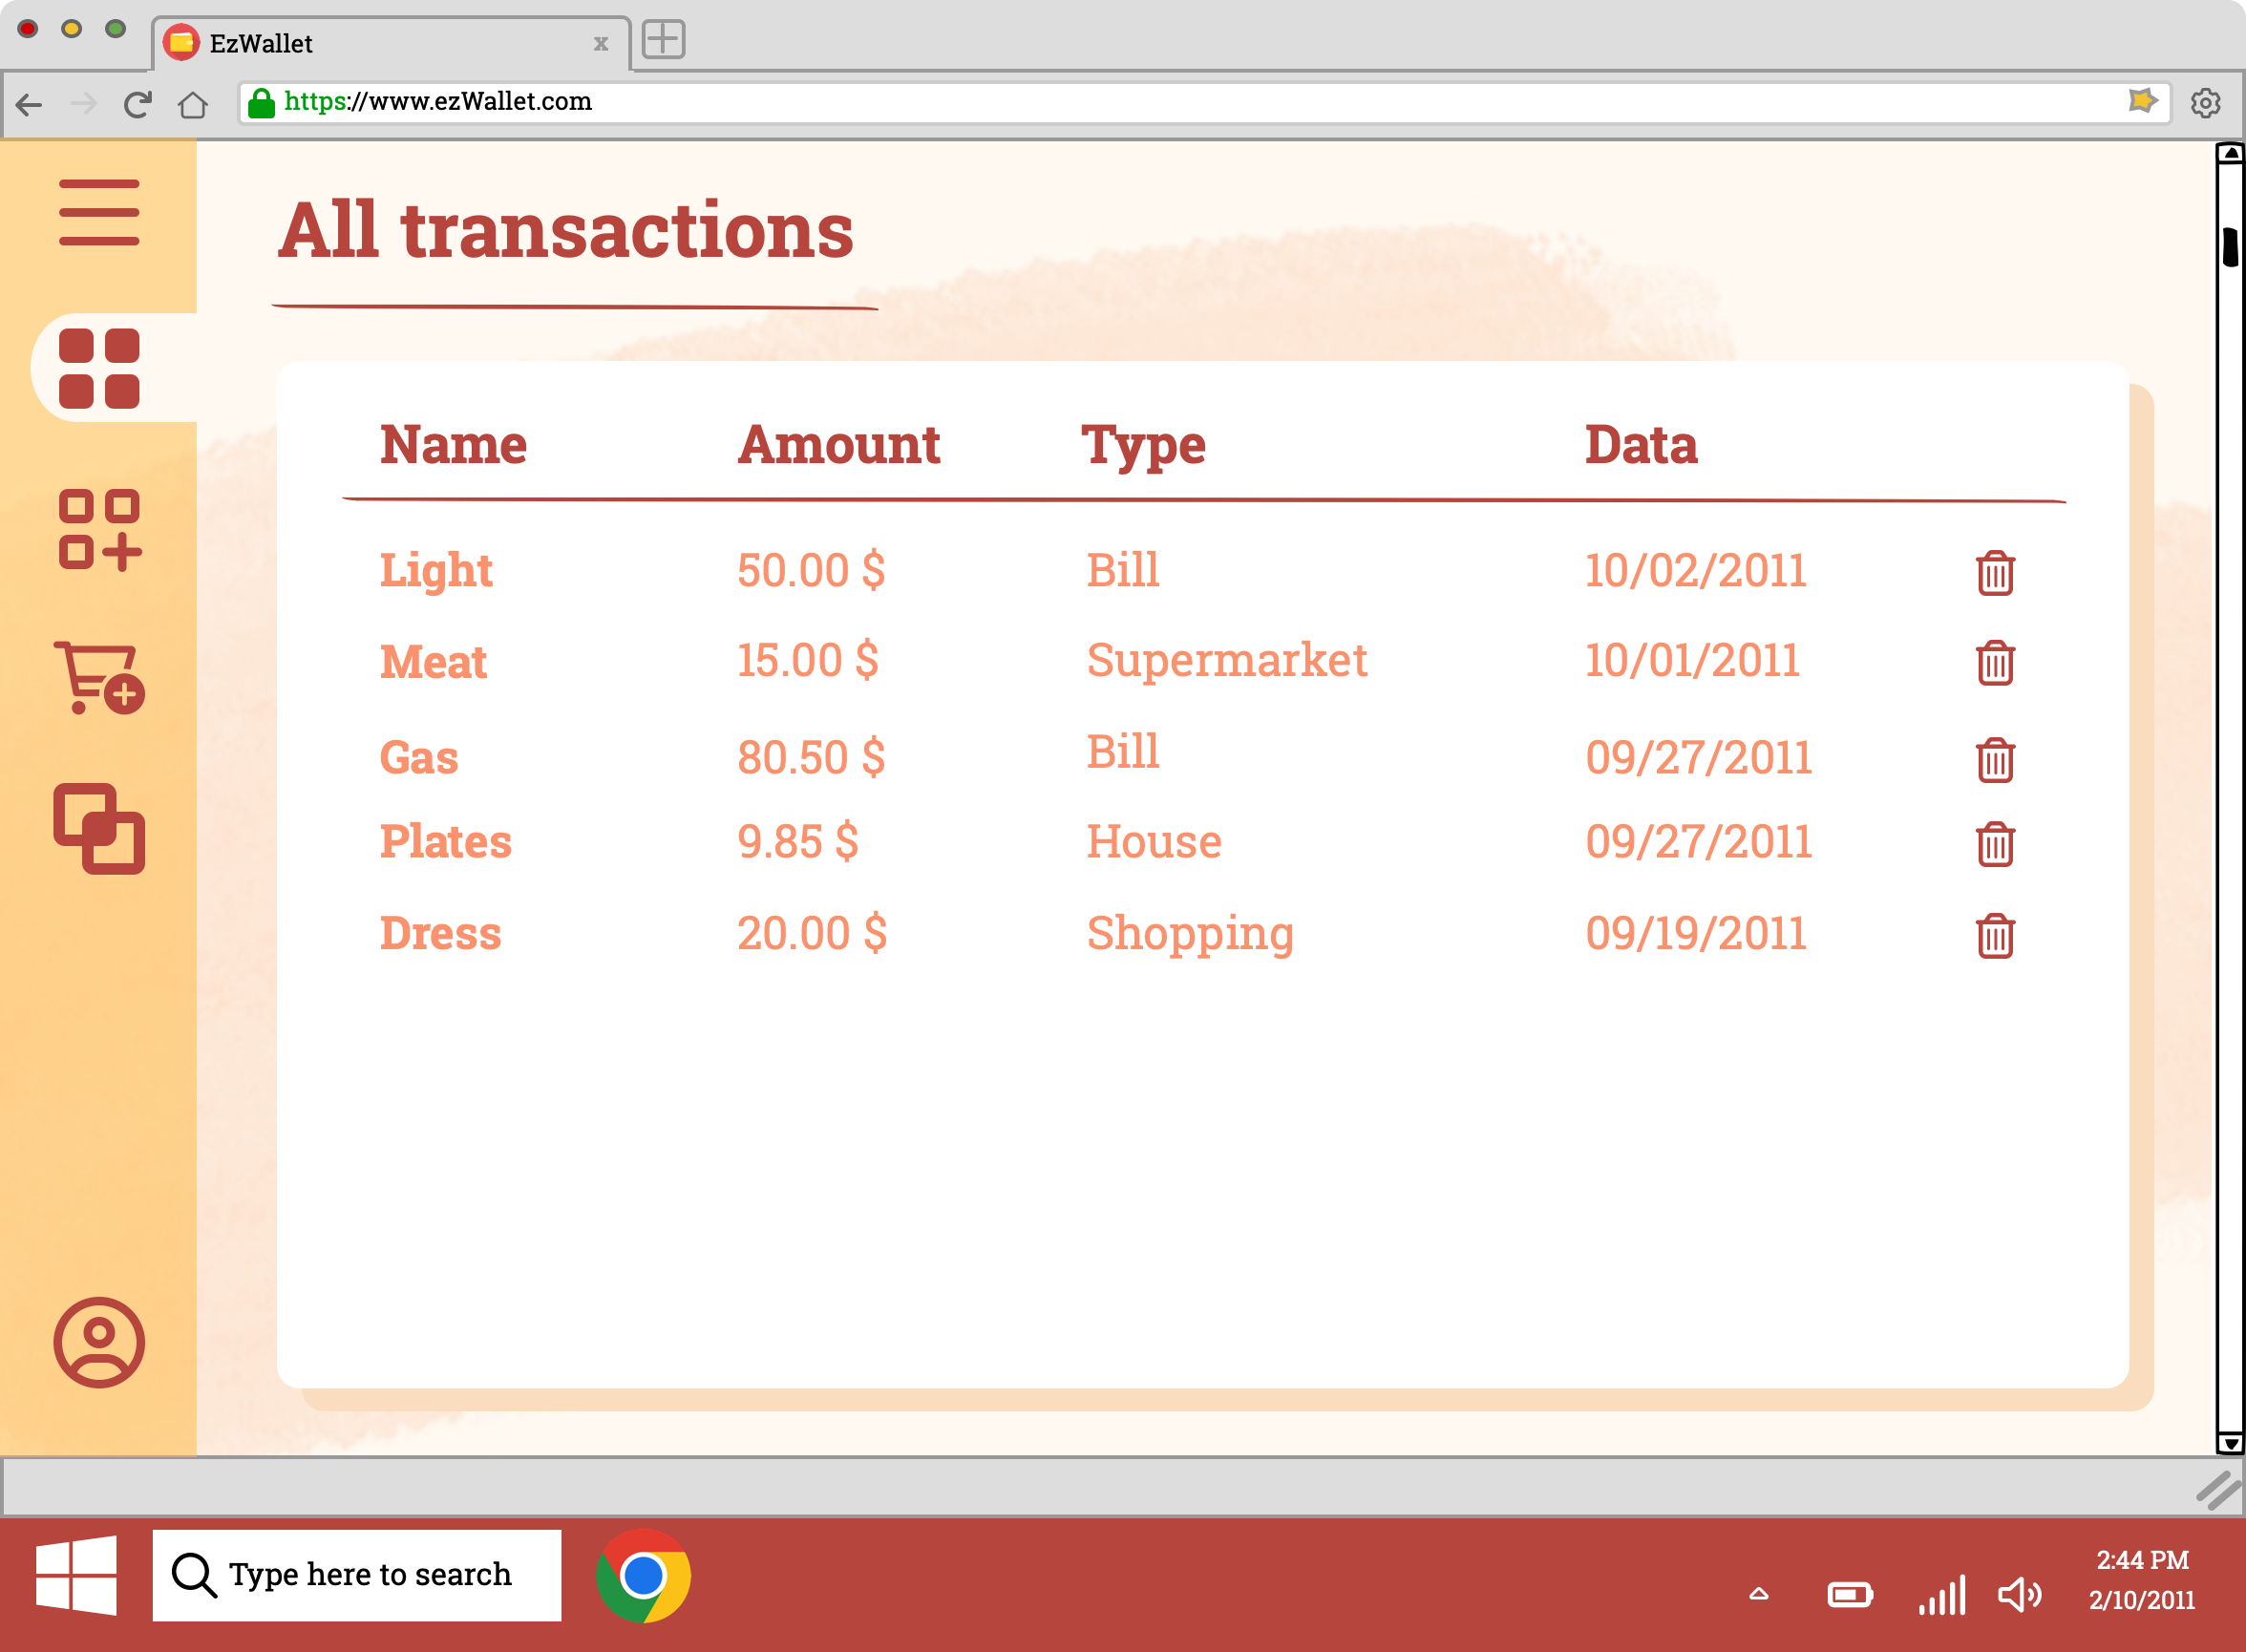 EzWallet x
https://www.ezWallet.com
All transactions
Name Amount Type Data
Light 50.00 $ Bill 10/02/2011
Meat 15.00 $ Supermarket 10/01/2011
Gas 80.50 $ Bill 09/27/2011
Plates 9.85 $ House 09/27/2011
Dress 20.00 $ Shopping 09/19/2011
Type here to search
2:44 PM
2/10/2011